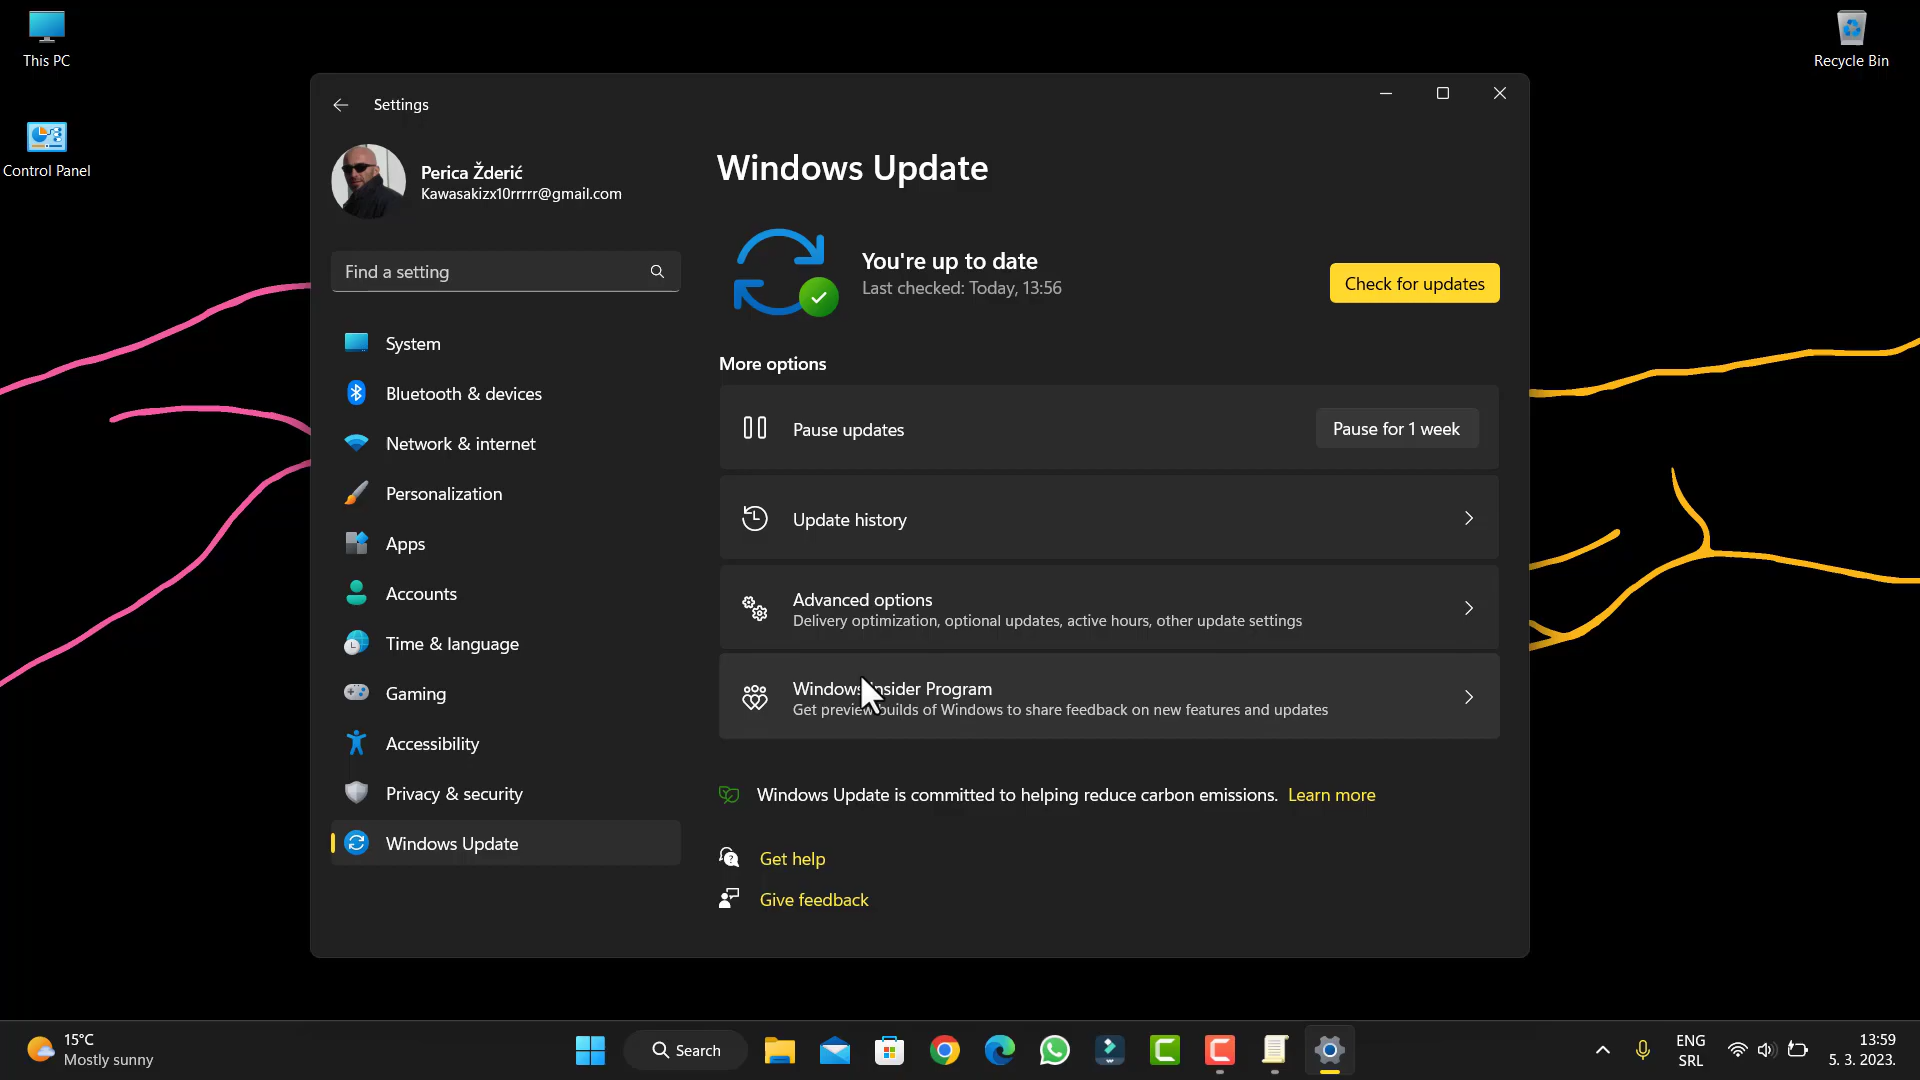 This PC
Recycle Bin
Control Panel
Settings
Perica Žderić
Kawasakizx10rrrrr@gmail.com
Find a setting
System
Bluetooth & devices
Network & internet
Personalization
Apps
Accounts
Time & language
Gaming
Accessibility
Privacy & security
Windows Update
Windows Update
You're up to date
Last checked: Today, 13:56
Check for updates
More options
Pause updates
Pause for 1 week
Update history
Advanced options
Delivery optimization, optional updates, active hours, other update settings
Windows Insider Program
Get preview builds of Windows to share feedback on new features and updates
Windows Update is committed to helping reduce carbon emissions. Learn more
Get help
Give feedback
15°C
Mostly sunny
Search
ENG
SRL
13:59
5. 3. 2023.